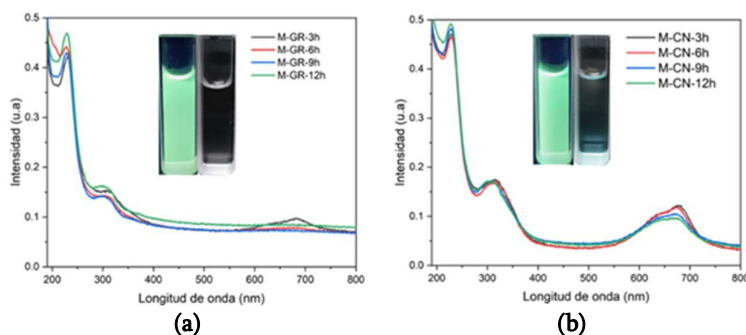 0.5
0.4
0.3
0.2
0.1
0.0
200
300
400
500
600
700
800
Intensidad (u.a)
Longitud de onda (nm)
M-GR-3h
M-GR-6h
M-GR-9h
M-GR-12h
(a)
0.5
0.4
0.3
0.2
0.1
0.0
200
300
400
500
600
700
800
Intensidad (u.a)
Longitud de onda (nm)
M-CN-3h
M-CN-6h
M-CN-9h
M-CN-12h
(b)